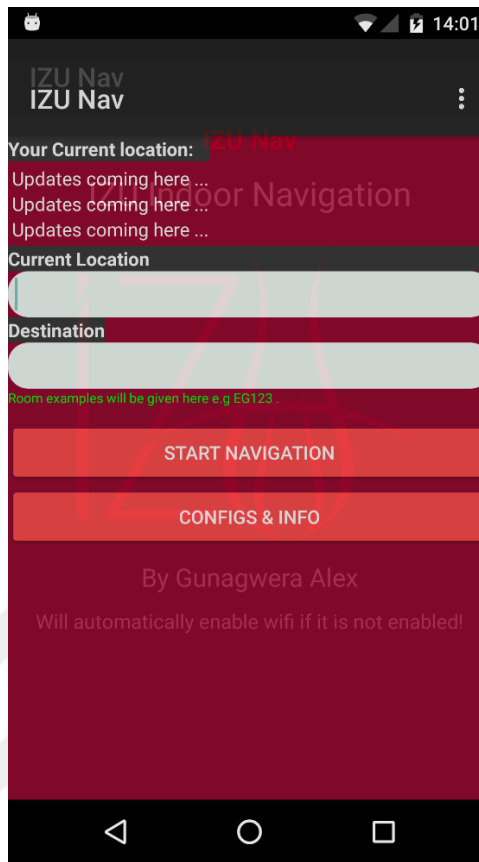 14:01
IZU Nav
IZU Nav
IZU Nav
Your Current location:
Updates coming here ...
IZU Indoor Navigation
Updates coming here ...
Updates coming here ...
Current Location
Destination
Room examples will be given here e.g EG123 .
START NAVIGATION
CONFIGS & INFO
By Gunagwera Alex
Will automatically enable wifi if it is not enabled!